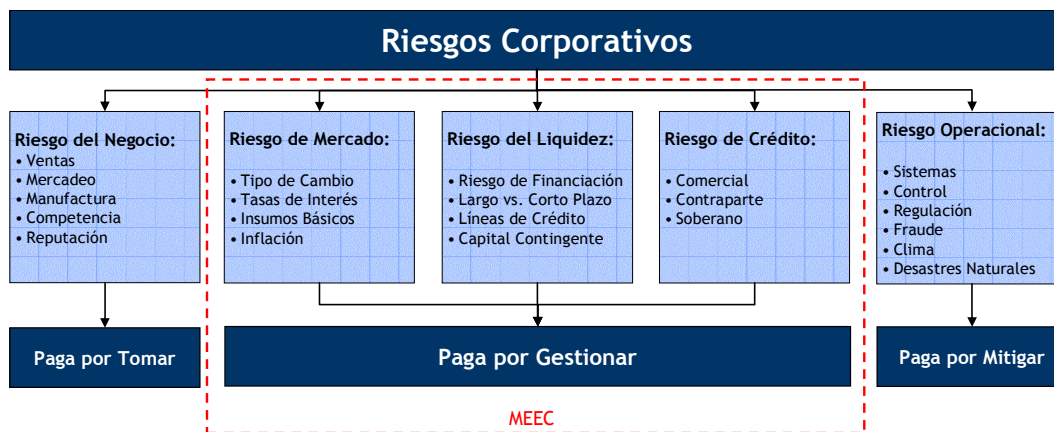 Riesgos Corporativos
Riesgo del Negocio:
• Ventas
• Mercadeo
• Manufactura
• Competencia
• Reputación
Riesgo de Mercado:
• Tipo de Cambio
• Tasas de Interés
• Insumos Básicos
• Inflación
Riesgo del Liquidez:
• Riesgo de Financiación
• Largo vs. Corto Plazo
• Líneas de Crédito
• Capital Contingente
Riesgo de Crédito:
• Comercial
• Contraparte
• Soberano
Riesgo Operacional:
• Sistemas
• Control
• Regulación
• Fraude
• Clima
• Desastres Naturales
Paga por Tomar
Paga por Gestionar
Paga por Mitigar
MEEC